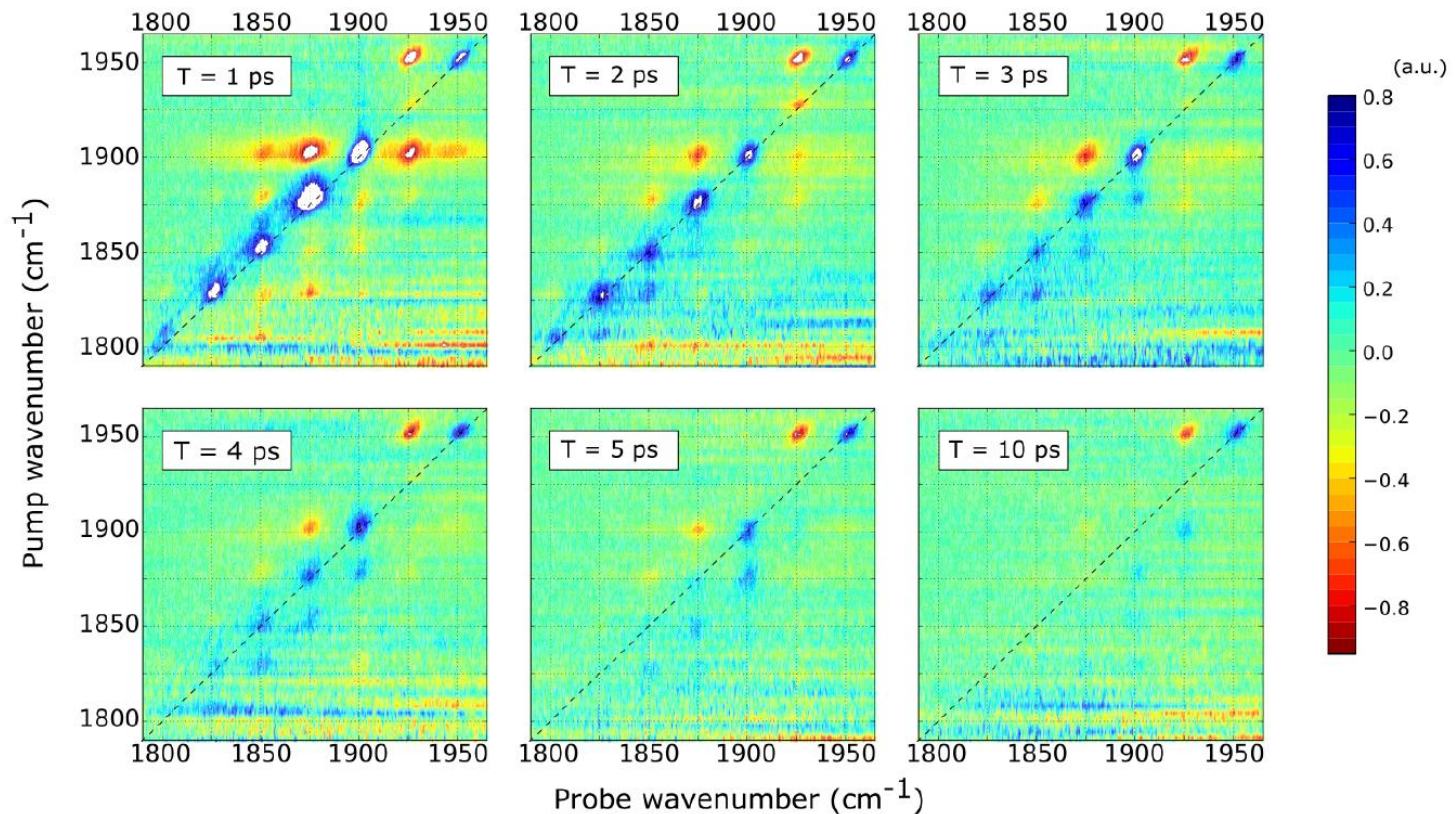 1800 1850 1900 1950 1800 1850 1900 1950 1800 1850 1900 1950
(a.u.)
1950 T = 1 ps T = 2 ps T = 3 ps 0.8
1900 0.6
1850 0.4
1800 0.2
0.0
1950 T = 4 ps T = 5 ps T = 10 ps −0.2
1900 −0.4
1850 −0.6
1800 −0.8
1800 1850 1900 1950 1800 1850 1900 1950 1800 1850 1900 1950
Pump wavenumber (cm⁻¹)
Probe wavenumber (cm⁻¹)